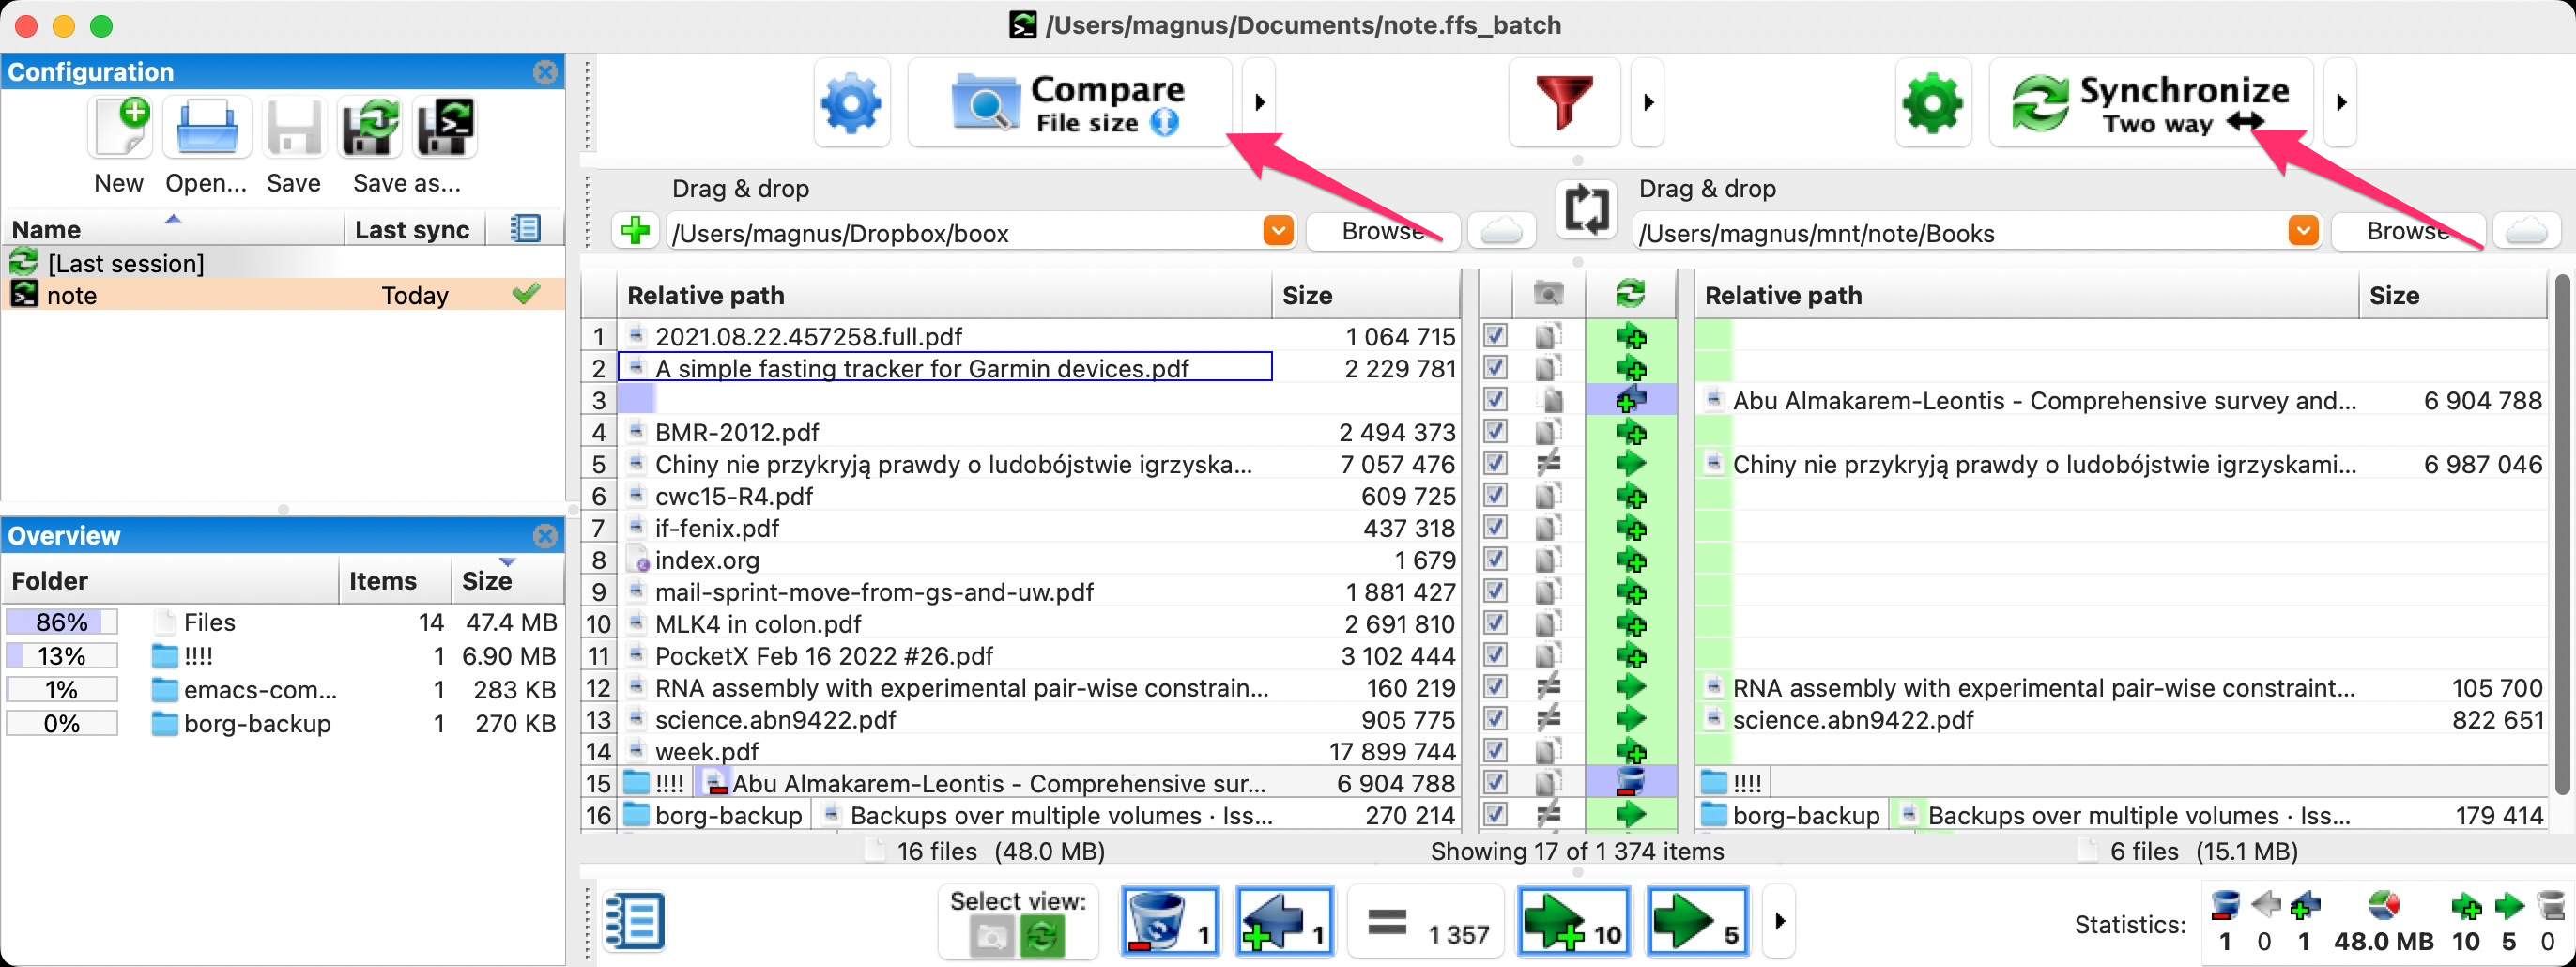 /Users/magnus/Documents/note.ffs_batch
Configuration
New Open... Save Save as...
Name Last sync
[Last session]
note Today
Overview
Folder Items Size
86% Files 14 47.4 MB
13% !!!! 1 6.90 MB
1% emacs-com... 1 283 KB
0% borg-backup 1 270 KB
Compare
File size
Synchronize
Two way
Drag & drop
/Users/magnus/Dropbox/boox Browse
Drag & drop
/Users/magnus/mnt/note/Books Browse
Relative path Size Relative path Size
1 2021.08.22.457258.full.pdf 1 064 715
2 A simple fasting tracker for Garmin devices.pdf 2 229 781
3 Abu Almakarem-Leontis - Comprehensive survey and... 6 904 788
4 BMR-2012.pdf 2 494 373
5 Chiny nie przykryją prawdy o ludobójstwie igrzyska... 7 057 476 Chiny nie przykryją prawdy o ludobójstwie igrzyskami... 6 987 046
6 cwc15-R4.pdf 609 725
7 if-fenix.pdf 437 318
8 index.org 1 679
9 mail-sprint-move-from-gs-and-uw.pdf 1 881 427
10 MLK4 in colon.pdf 2 691 810
11 PocketX Feb 16 2022 #26.pdf 3 102 444
12 RNA assembly with experimental pair-wise constrain... 160 219 RNA assembly with experimental pair-wise constraint... 105 700
13 science.abn9422.pdf 905 775 science.abn9422.pdf 822 651
14 week.pdf 17 899 744
15 !!!! Abu Almakarem-Leontis - Comprehensive sur... 6 904 788 !!!!
16 borg-backup Backups over multiple volumes · Iss... 270 214 borg-backup Backups over multiple volumes · Iss... 179 414
16 files (48.0 MB) Showing 17 of 1 374 items 6 files (15.1 MB)
Select view: 1 1 1 357 10 5
Statistics: 1 0 1 48.0 MB 10 5 0